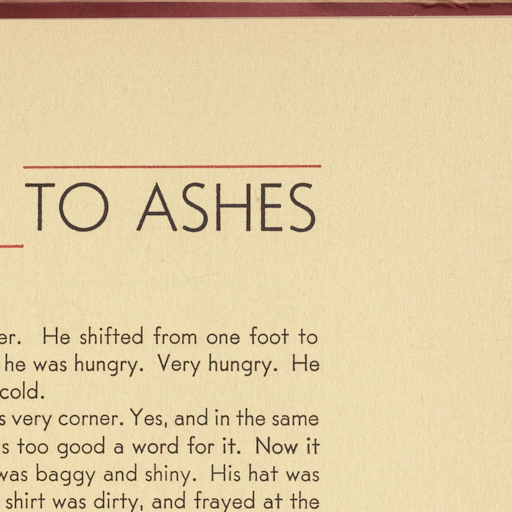 TO ASHES
er. He shifted from one foot to
he was hungry. Very hungry. He
cold.
s very corner. Yes, and in the same
s too good a word for it. Now it
was baggy and shiny. His hat was
shirt was dirty, and frayed at the